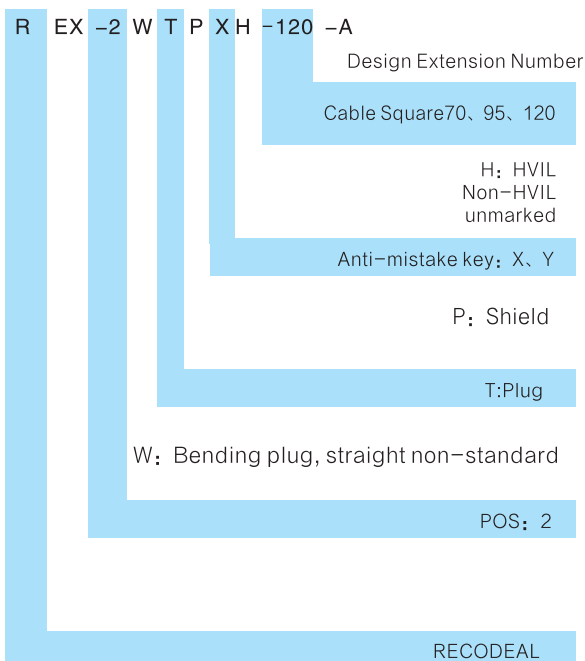 R EX -2 W T P X H -120 -A
Design Extension Number
Cable Square70、95、120
H：HVIL
Non-HVIL
unmarked
Anti-mistake key：X、Y
P：Shield
T:Plug
W：Bending plug, straight non-standard
POS：2
RECODEAL